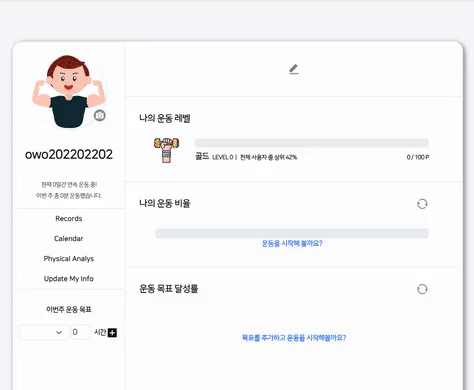 owo202202202
현재 0일간 연속 운동 중!
이번 주 총 0분 운동했습니다.
Records
Calendar
Physical Analys
Update My Info
이번주 운동 목표
0 시간
나의 운동 레벨
골드 LEVEL 0 | 전체 사용자 중 상위 42%
0 / 100 P
나의 운동 비율
운동을 시작해 볼까요?
운동 목표 달성률
목표를 추가하고 운동을 시작해볼까요?